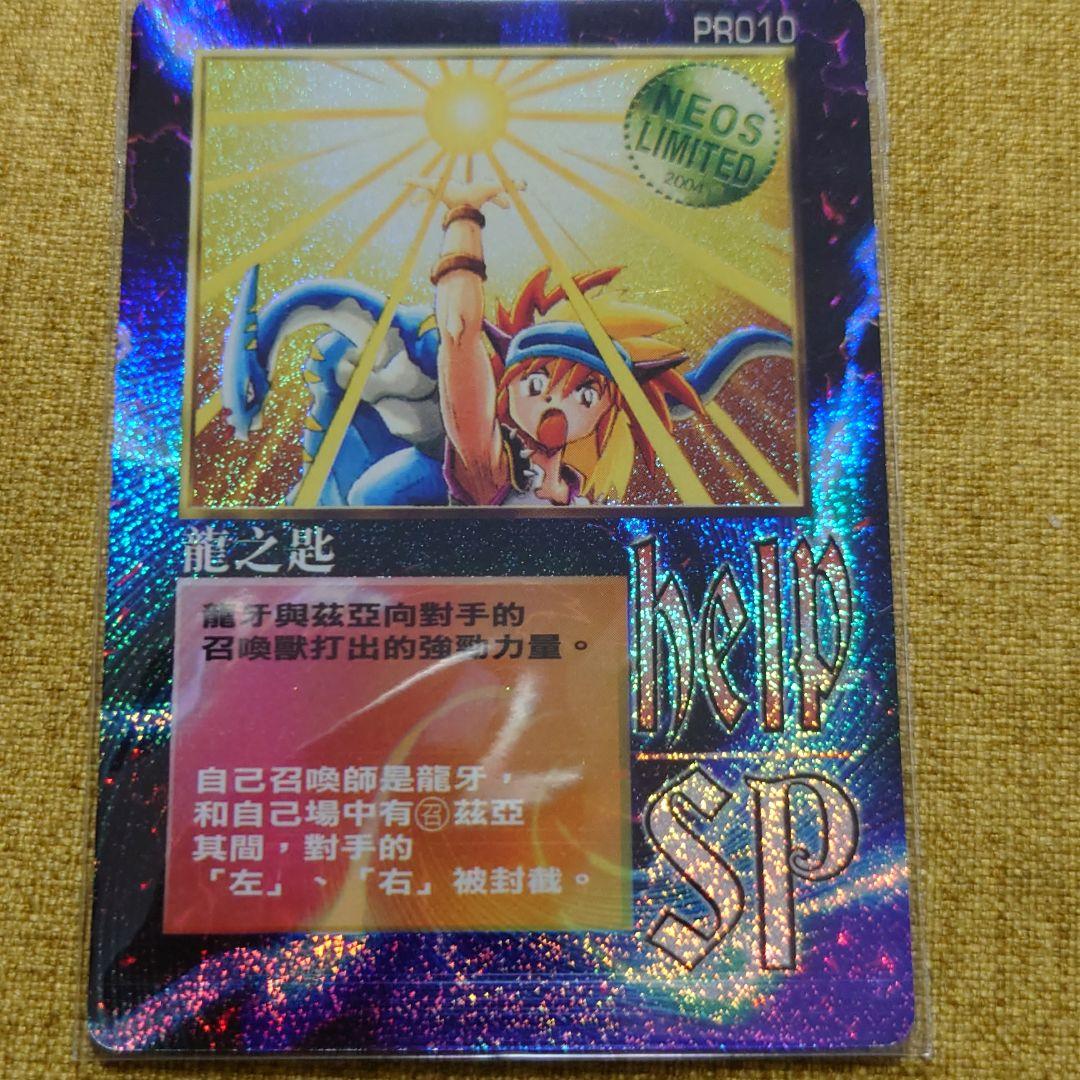 PR010
NEOS
LIMITED
2004
龍之匙
龍牙與茲亞向對手的
召喚獸打出的強勁力量。
help
SP
自己召喚師是龍牙，
和自己場中有㊣茲亞
其間，對手的
「左」、「右」被封截。